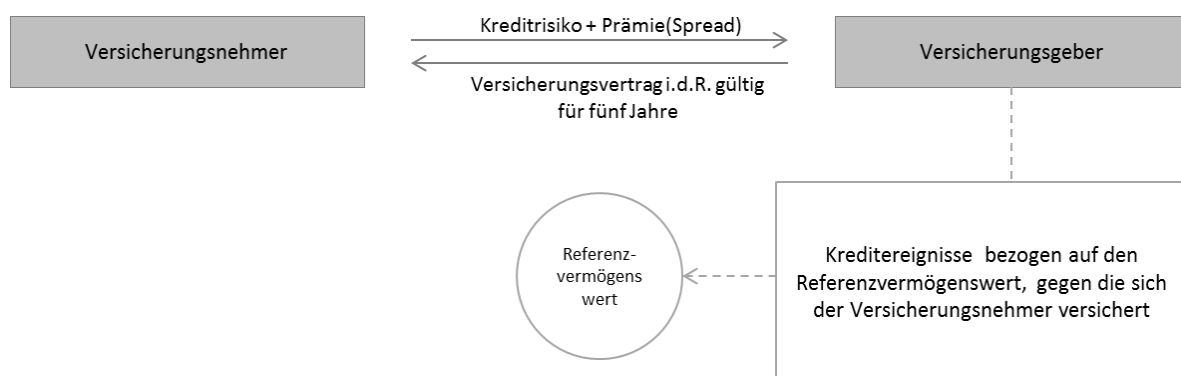 Kreditrisiko + Prämie(Spread)
Versicherungsnehmer
Versicherungsgeber
Versicherungsvertrag i.d.R. gültig
für fünf Jahre
Referenz-
vermögens
wert
Kreditereignisse bezogen auf den
Referenzvermögenswert, gegen die sich
der Versicherungsnehmer versichert